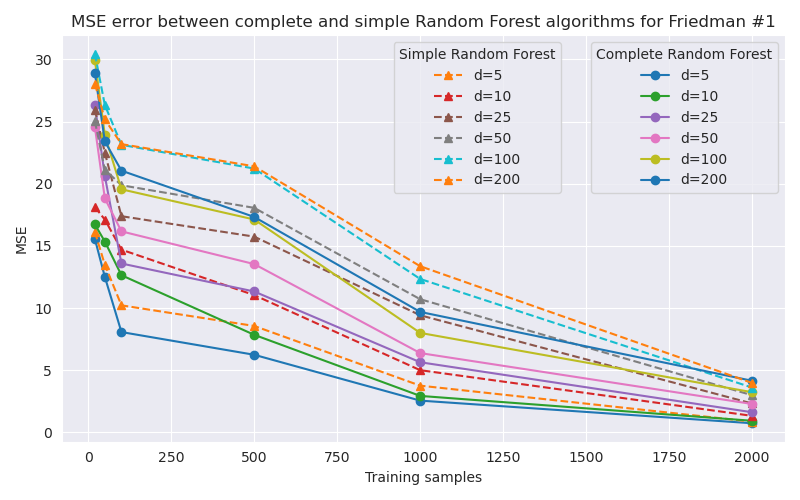 MSE error between complete and simple Random Forest algorithms for Friedman #1
MSE
30
25
20
15
10
5
0
Simple Random Forest
d=5
d=10
d=25
d=50
d=100
d=200
Complete Random Forest
d=5
d=10
d=25
d=50
d=100
d=200
0 250 500 750 1000 1250 1500 1750 2000
Training samples